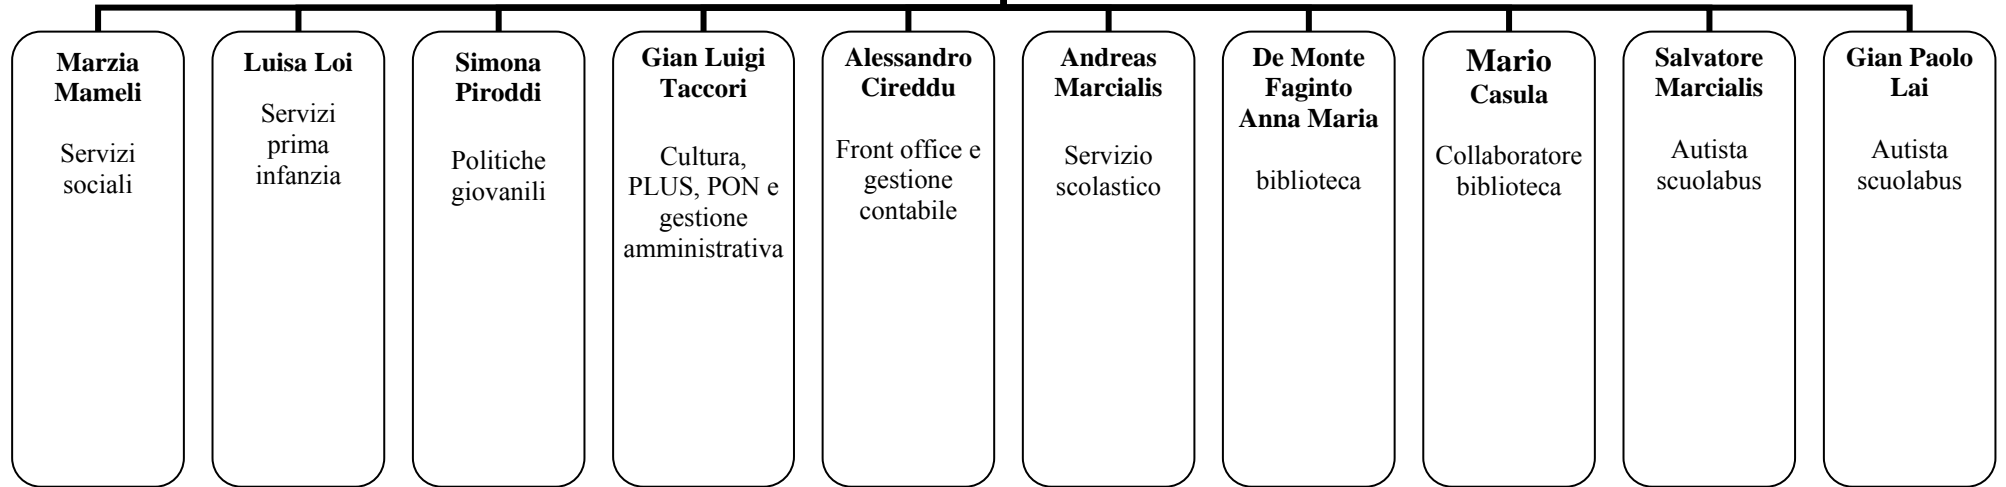 Marzia
Mameli
Servizi
sociali
Luisa Loi
Servizi
prima
infanzia
Simona
Piroddi
Politiche
giovanili
Gian Luigi
Taccori
Cultura,
PLUS, PON e
gestione
amministrativa
Alessandro
Cireddu
Front office e
gestione
contabile
Andreas
Marcialis
Servizio
scolastico
De Monte
Faginto
Anna Maria
biblioteca
Mario
Casula
Collaboratore
biblioteca
Salvatore
Marcialis
Autista
scuolabus
Gian Paolo
Lai
Autista
scuolabus